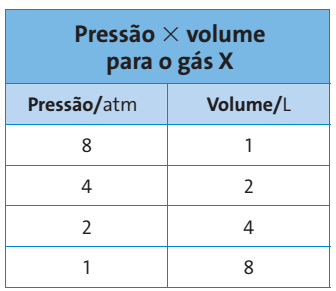 Pressão × volume
para o gás X
Pressão/atm Volume/L
8 1
4 2
2 4
1 8